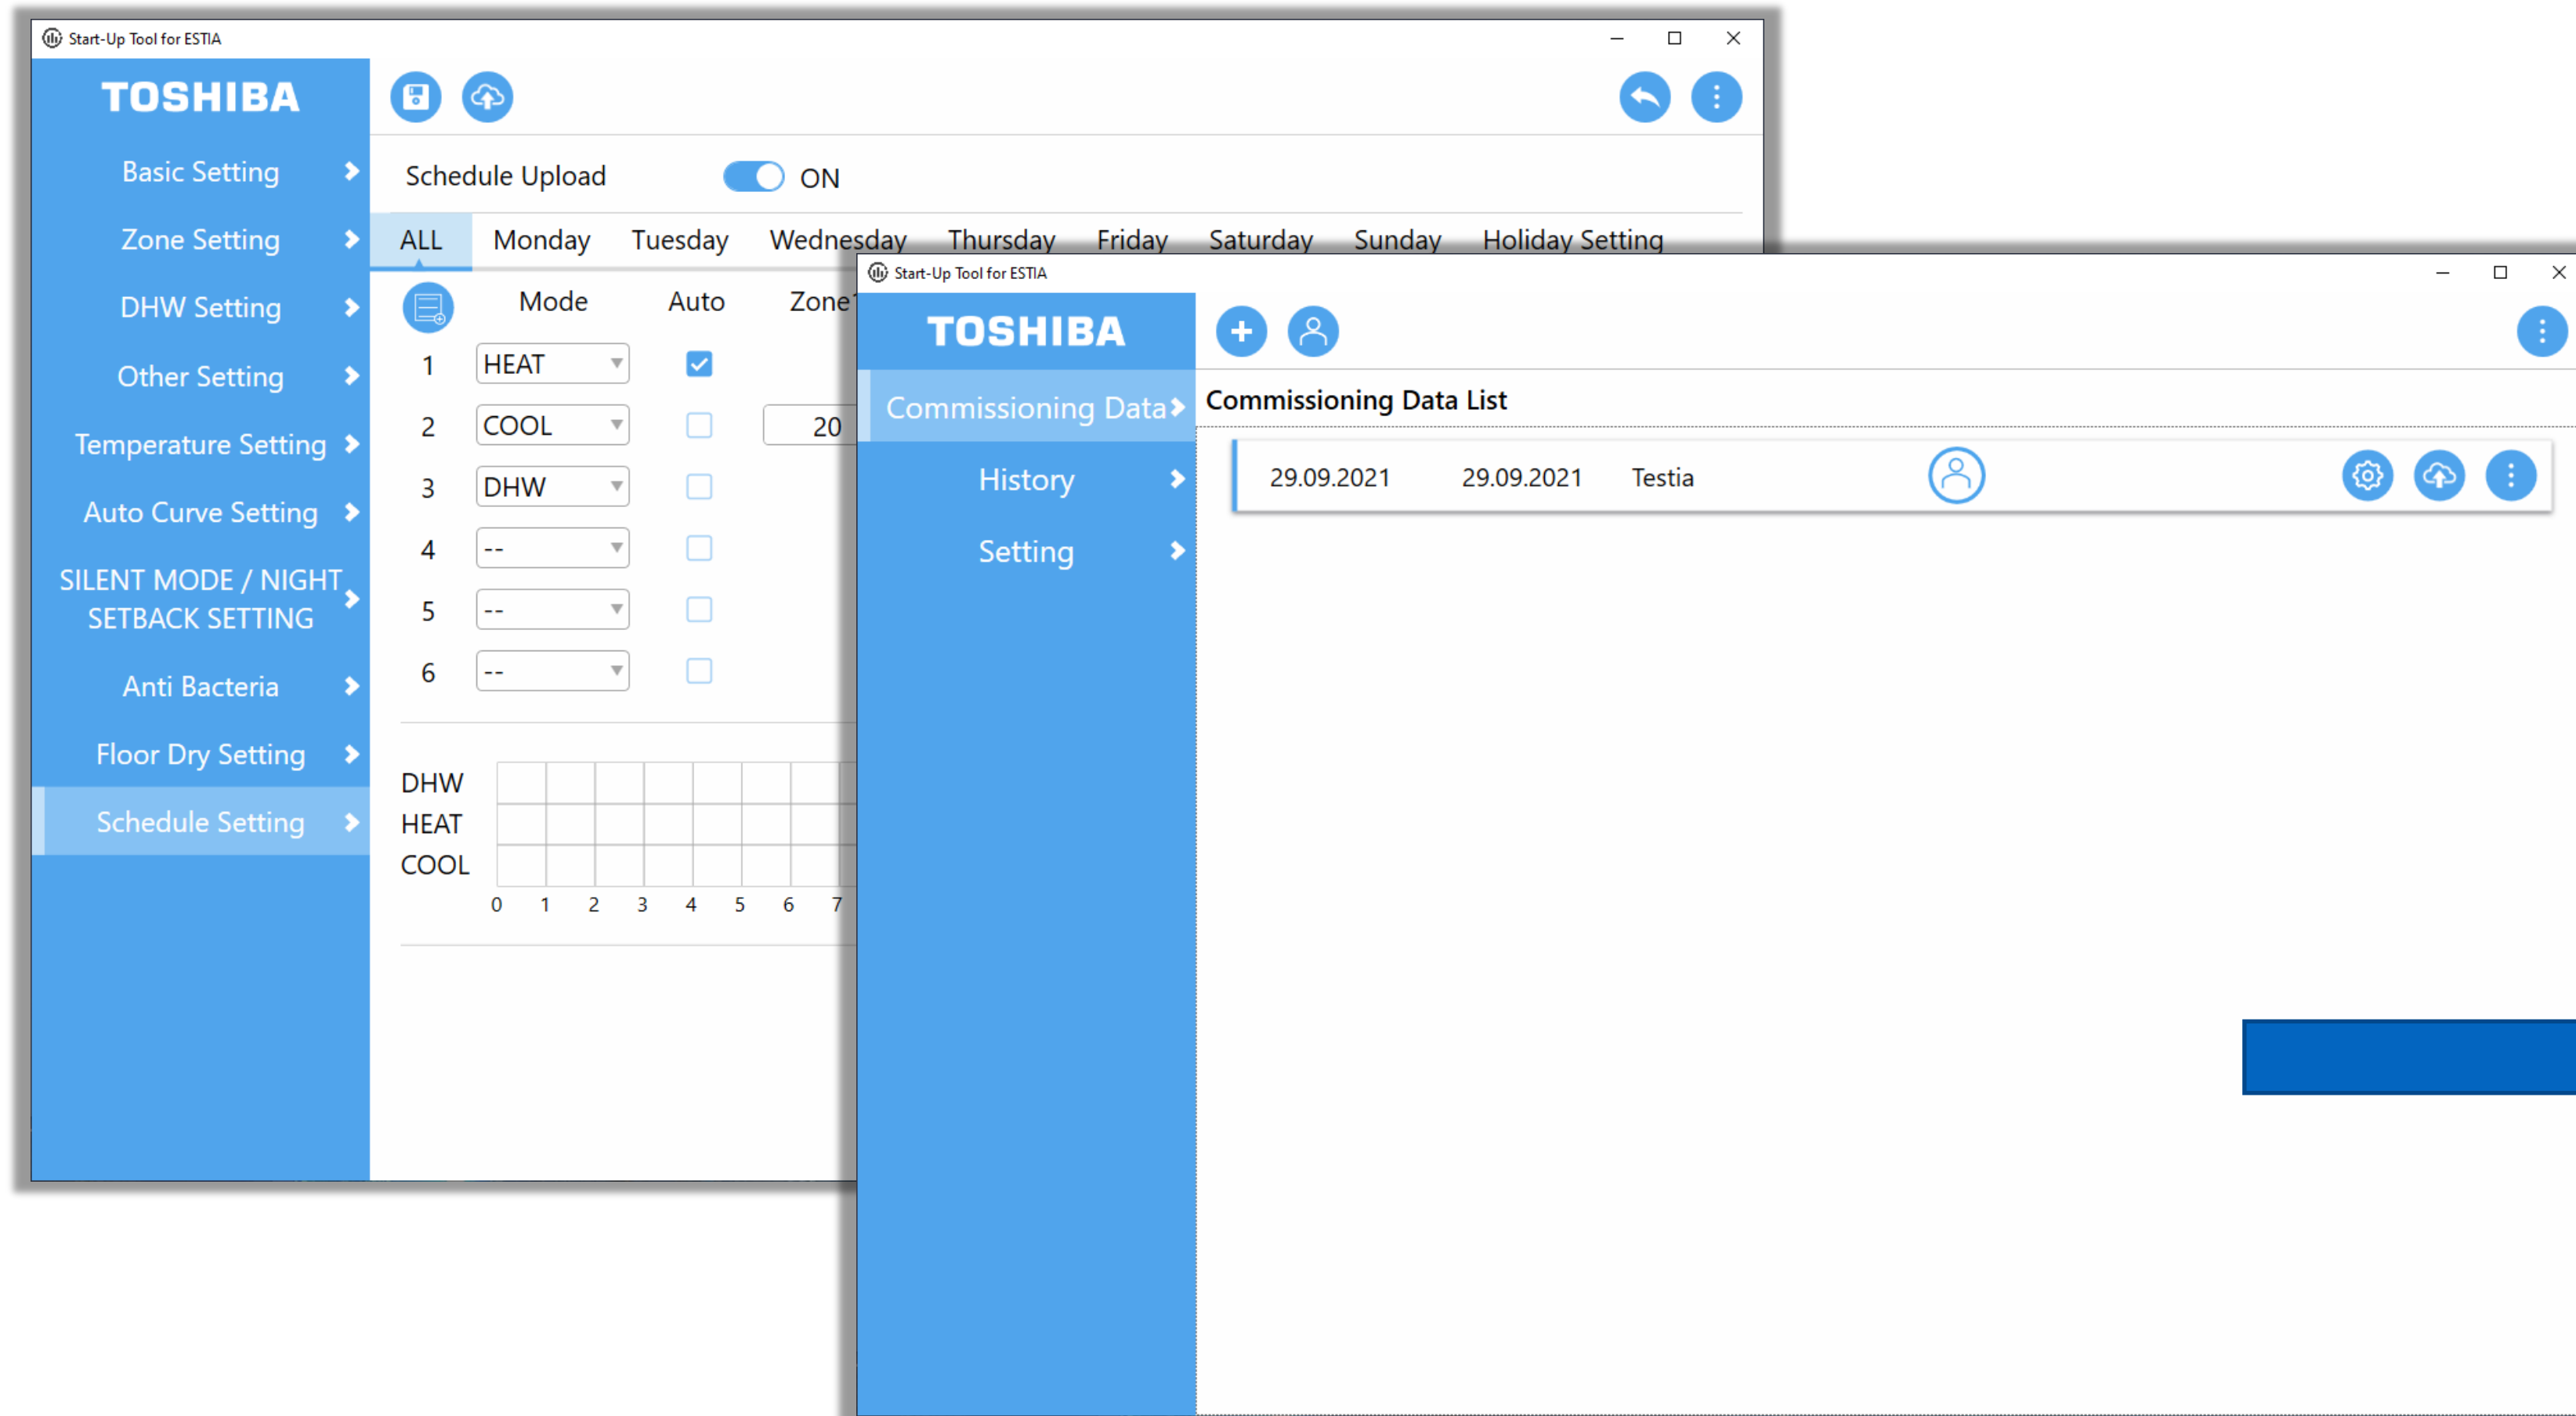 Start-Up Tool for ESTIA
TOSHIBA
Basic Setting
Zone Setting
DHW Setting
Other Setting
Temperature Setting
Auto Curve Setting
SILENT MODE / NIGHT
SETBACK SETTING
Anti Bacteria
Floor Dry Setting
Schedule Setting
Schedule Upload ON
ALL Monday Tuesday Wednesday Thursday Friday Saturday Sunday Holiday Setting
Mode Auto Zone1
1 HEAT
2 COOL 20
3 DHW
4 --
5 --
6 --
DHW
HEAT
COOL
0 1 2 3 4 5 6 7
Start-Up Tool for ESTIA
TOSHIBA
Commissioning Data
History
Setting
Commissioning Data List
29.09.2021 29.09.2021 Testia